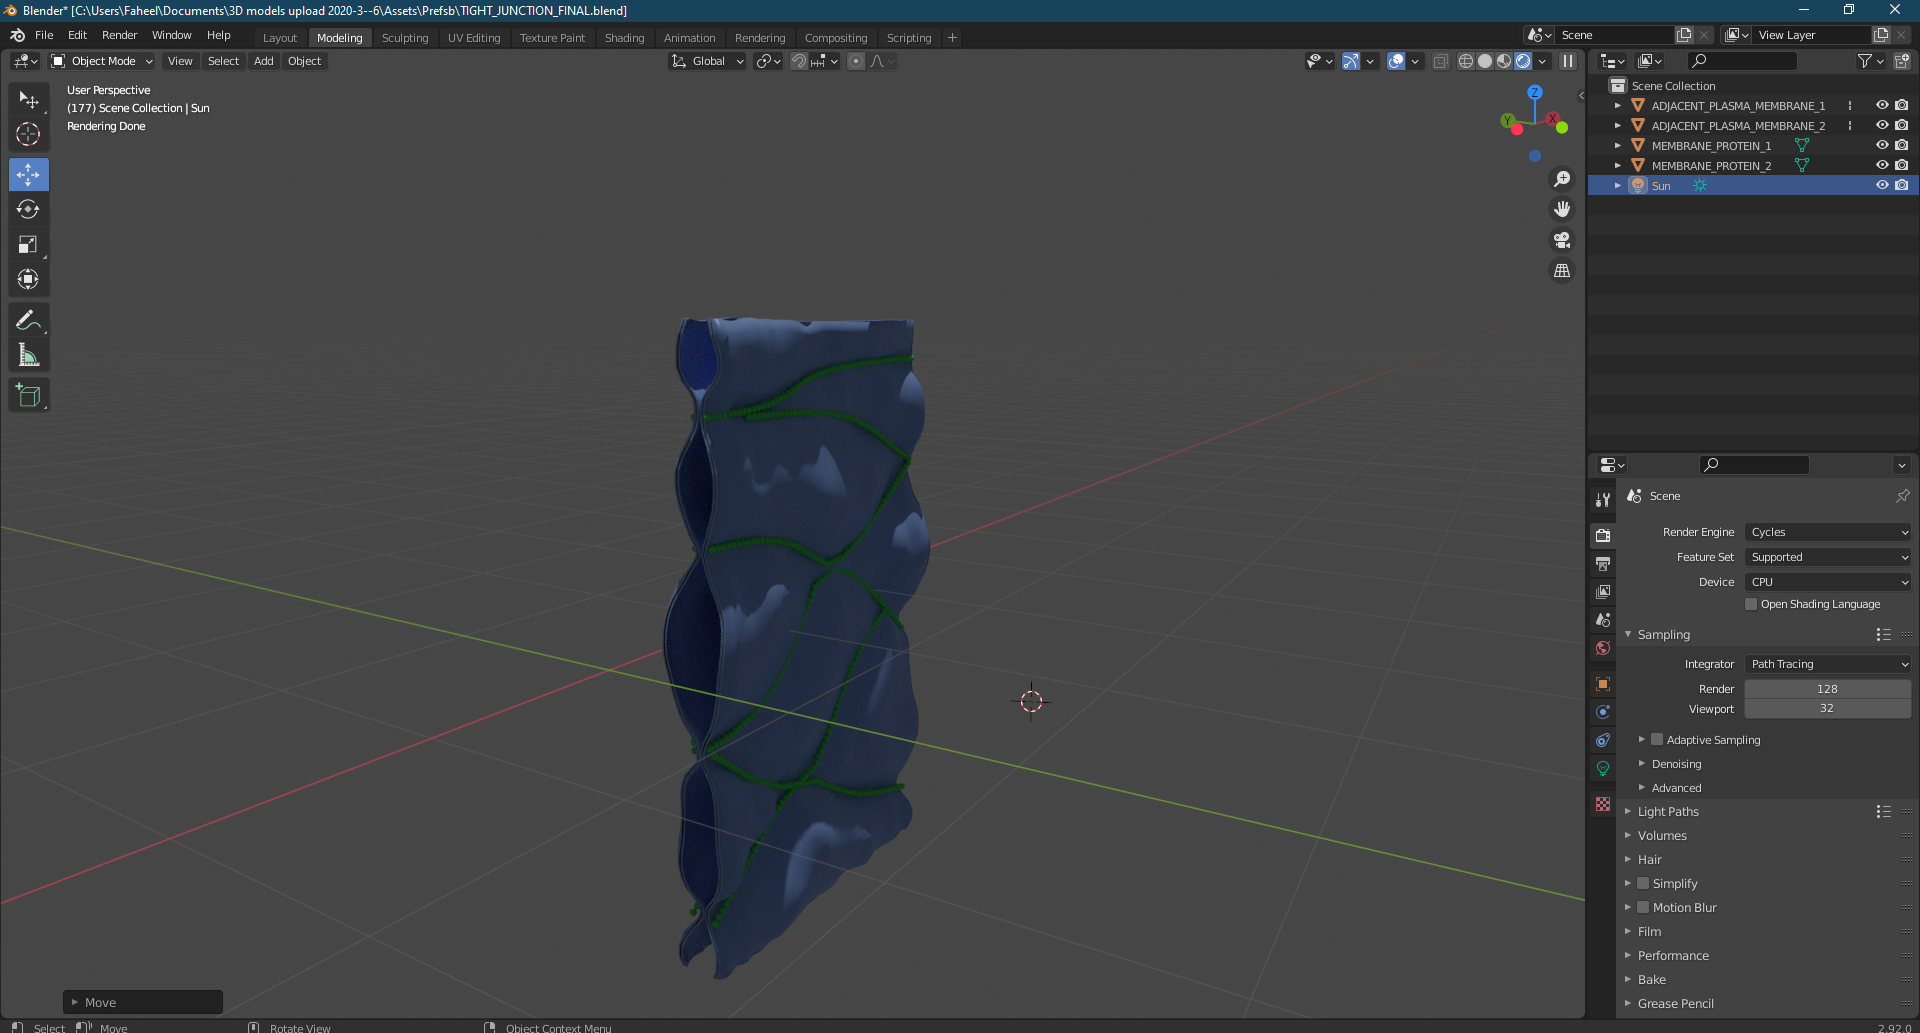 Blender* [C:\Users\Faheel\Documents\3D models upload 2020-3--6\Assets\Prefsb\TIGHT_JUNCTION_FINAL.blend]
File Edit Render Window Help Layout Modeling Sculpting UV Editing Texture Paint Shading Animation Rendering Compositing Scripting + Scene View Layer
Object Mode View Select Add Object Global
User Perspective
(177) Scene Collection | Sun
Rendering Done
Z
Y
X
Scene Collection
ADJACENT_PLASMA_MEMBRANE_1
ADJACENT_PLASMA_MEMBRANE_2
MEMBRANE_PROTEIN_1
MEMBRANE_PROTEIN_2
Sun
Scene
Render Engine Cycles
Feature Set Supported
Device CPU
Open Shading Language
Sampling
Integrator Path Tracing
Render 128
Viewport 32
Adaptive Sampling
Denoising
Advanced
Light Paths
Volumes
Hair
Simplify
Motion Blur
Film
Performance
Bake
Grease Pencil
Move
Select Move Rotate View Object Context Menu 2.92.0